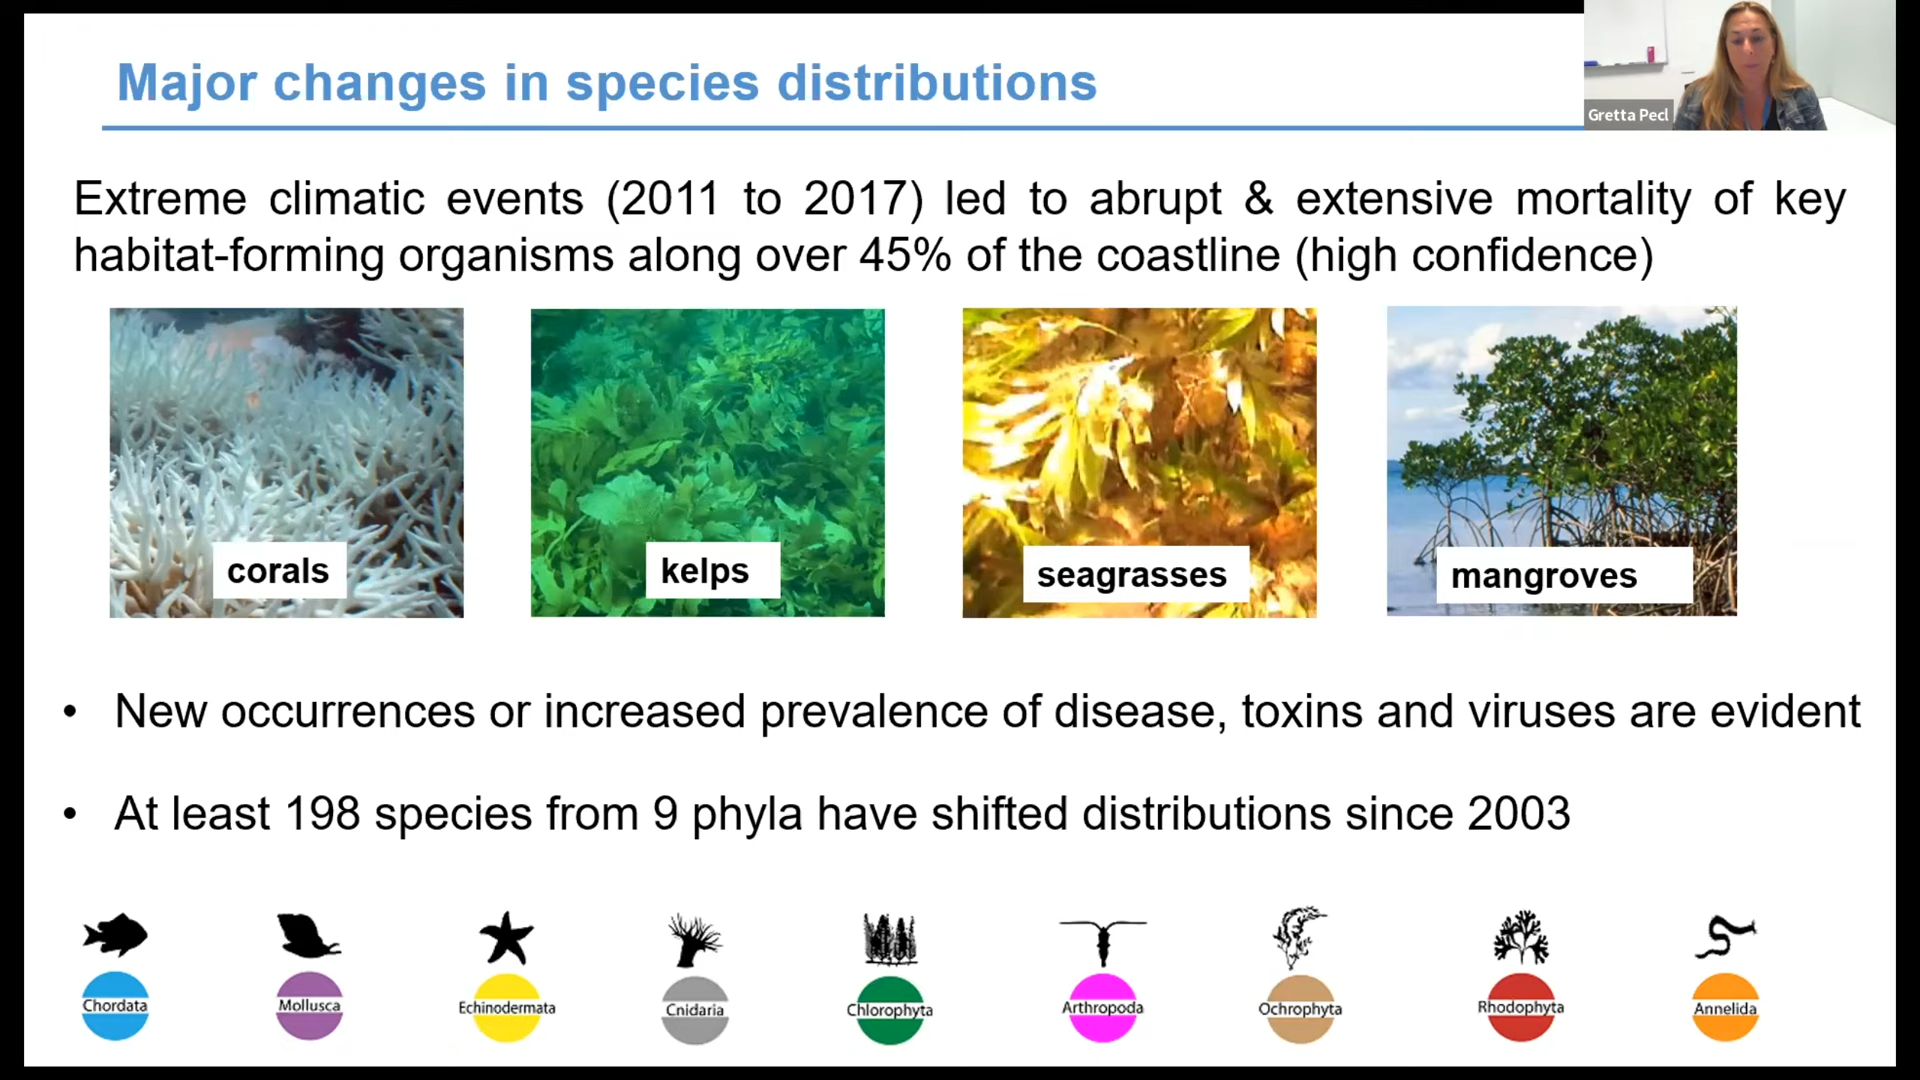 Major changes in species distributions
Gretta Pecl
Extreme climatic events (2011 to 2017) led to abrupt & extensive mortality of key
habitat-forming organisms along over 45% of the coastline (high confidence)
corals
kelps
seagrasses
mangroves
• New occurrences or increased prevalence of disease, toxins and viruses are evident
• At least 198 species from 9 phyla have shifted distributions since 2003
Chordata
Mollusca
Echinodermata
Cnidaria
Chlorophyta
Arthropoda
Ochrophyta
Rhodophyta
Annelida